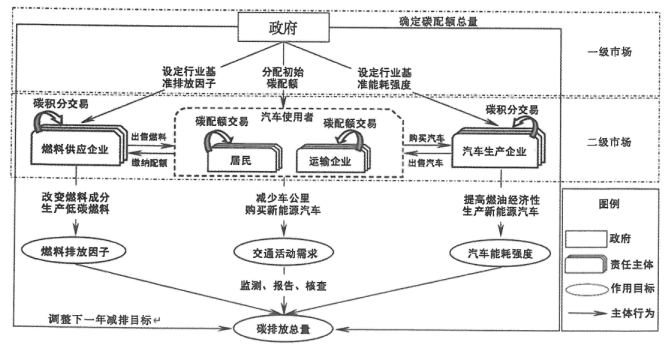 政府
确定碳配额总量
一级市场
设定行业基
准排放因子
分配初始
碳配额
设定行业基
准能耗强度
碳积分交易
燃料供应企业
出售燃料
缴纳配额
汽车使用者
碳配额交易
居民
碳配额交易
运输企业
购买汽车
出售汽车
碳积分交易
汽车生产企业
二级市场
改变燃料成分
生产低碳燃料
减少车公里
购买新能源汽车
提高燃油经济性
生产新能源汽车
燃料排放因子
交通活动需求
汽车能耗强度
监测、报告、核查
调整下一年减排目标↵
碳排放总量
图例
政府
责任主体
作用目标
主体行为